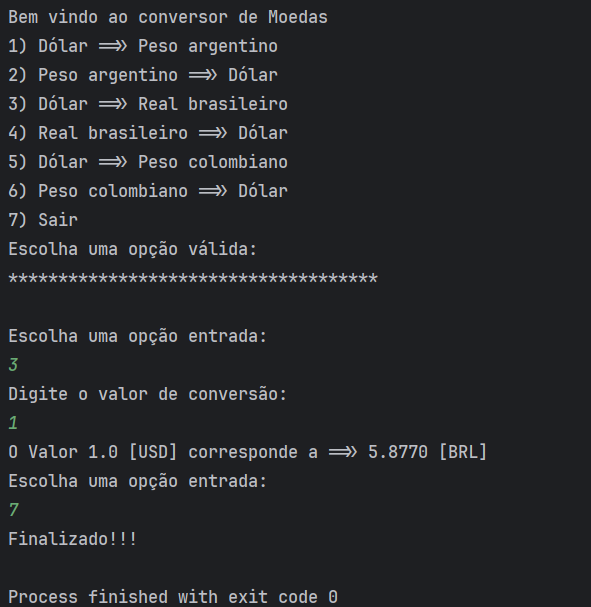 Bem vindo ao conversor de Moedas
1) Dólar ==>> Peso argentino
2) Peso argentino ==>> Dólar
3) Dólar ==>> Real brasileiro
4) Real brasileiro ==>> Dólar
5) Dólar ==>> Peso colombiano
6) Peso colombiano ==>> Dólar
7) Sair
Escolha uma opção válida:
*************************************
Escolha uma opção entrada:
3
Digite o valor de conversão:
1
O Valor 1.0 [USD] corresponde a ==>> 5.8770 [BRL]
Escolha uma opção entrada:
7
Finalizado!!!
Process finished with exit code 0